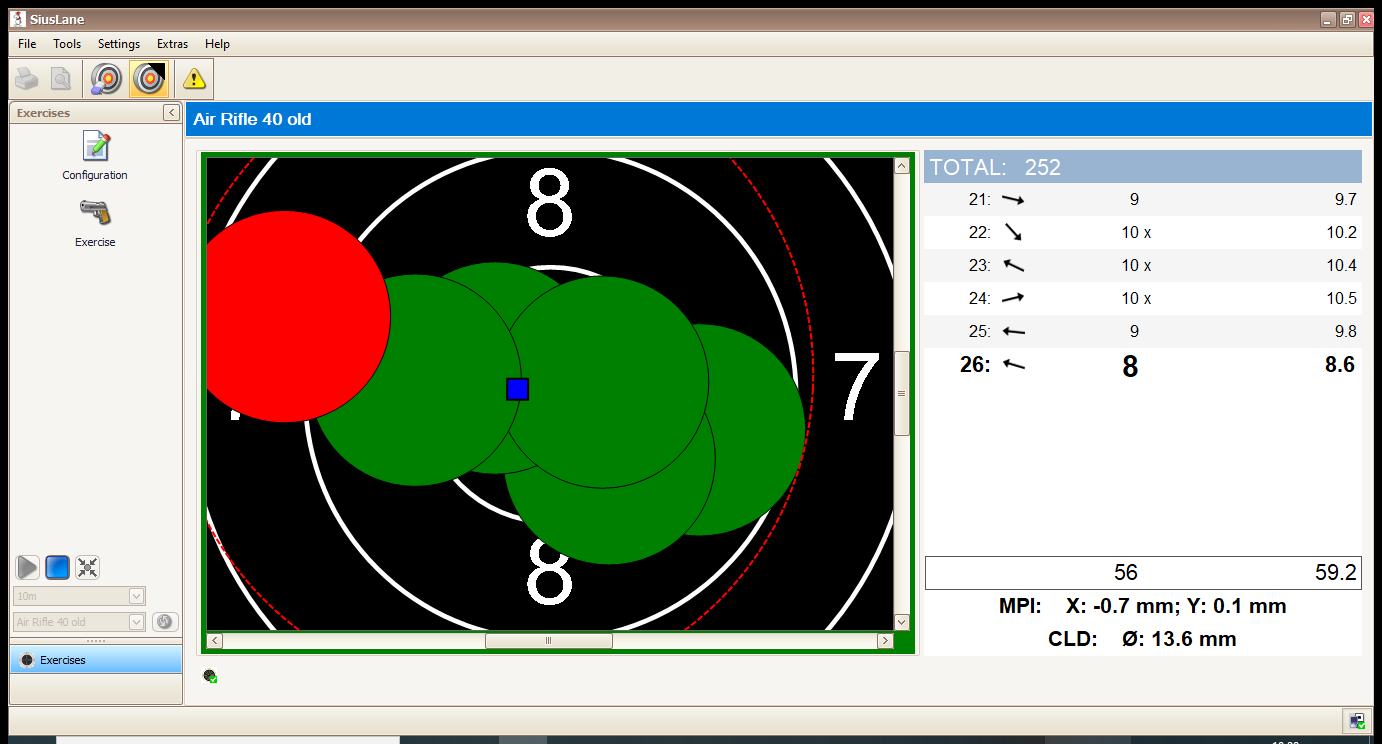 SiusLane
File Tools Settings Extras Help
Exercises
Air Rifle 40 old
Configuration
Exercise
8
7
8
TOTAL: 252
21: 9 9.7
22: 10 x 10.2
23: 10 x 10.4
24: 10 x 10.5
25: 9 9.8
26: 8 8.6
56 59.2
MPI: X: -0.7 mm; Y: 0.1 mm
CLD: Ø: 13.6 mm
10m
Air Rifle 40 old
Exercises